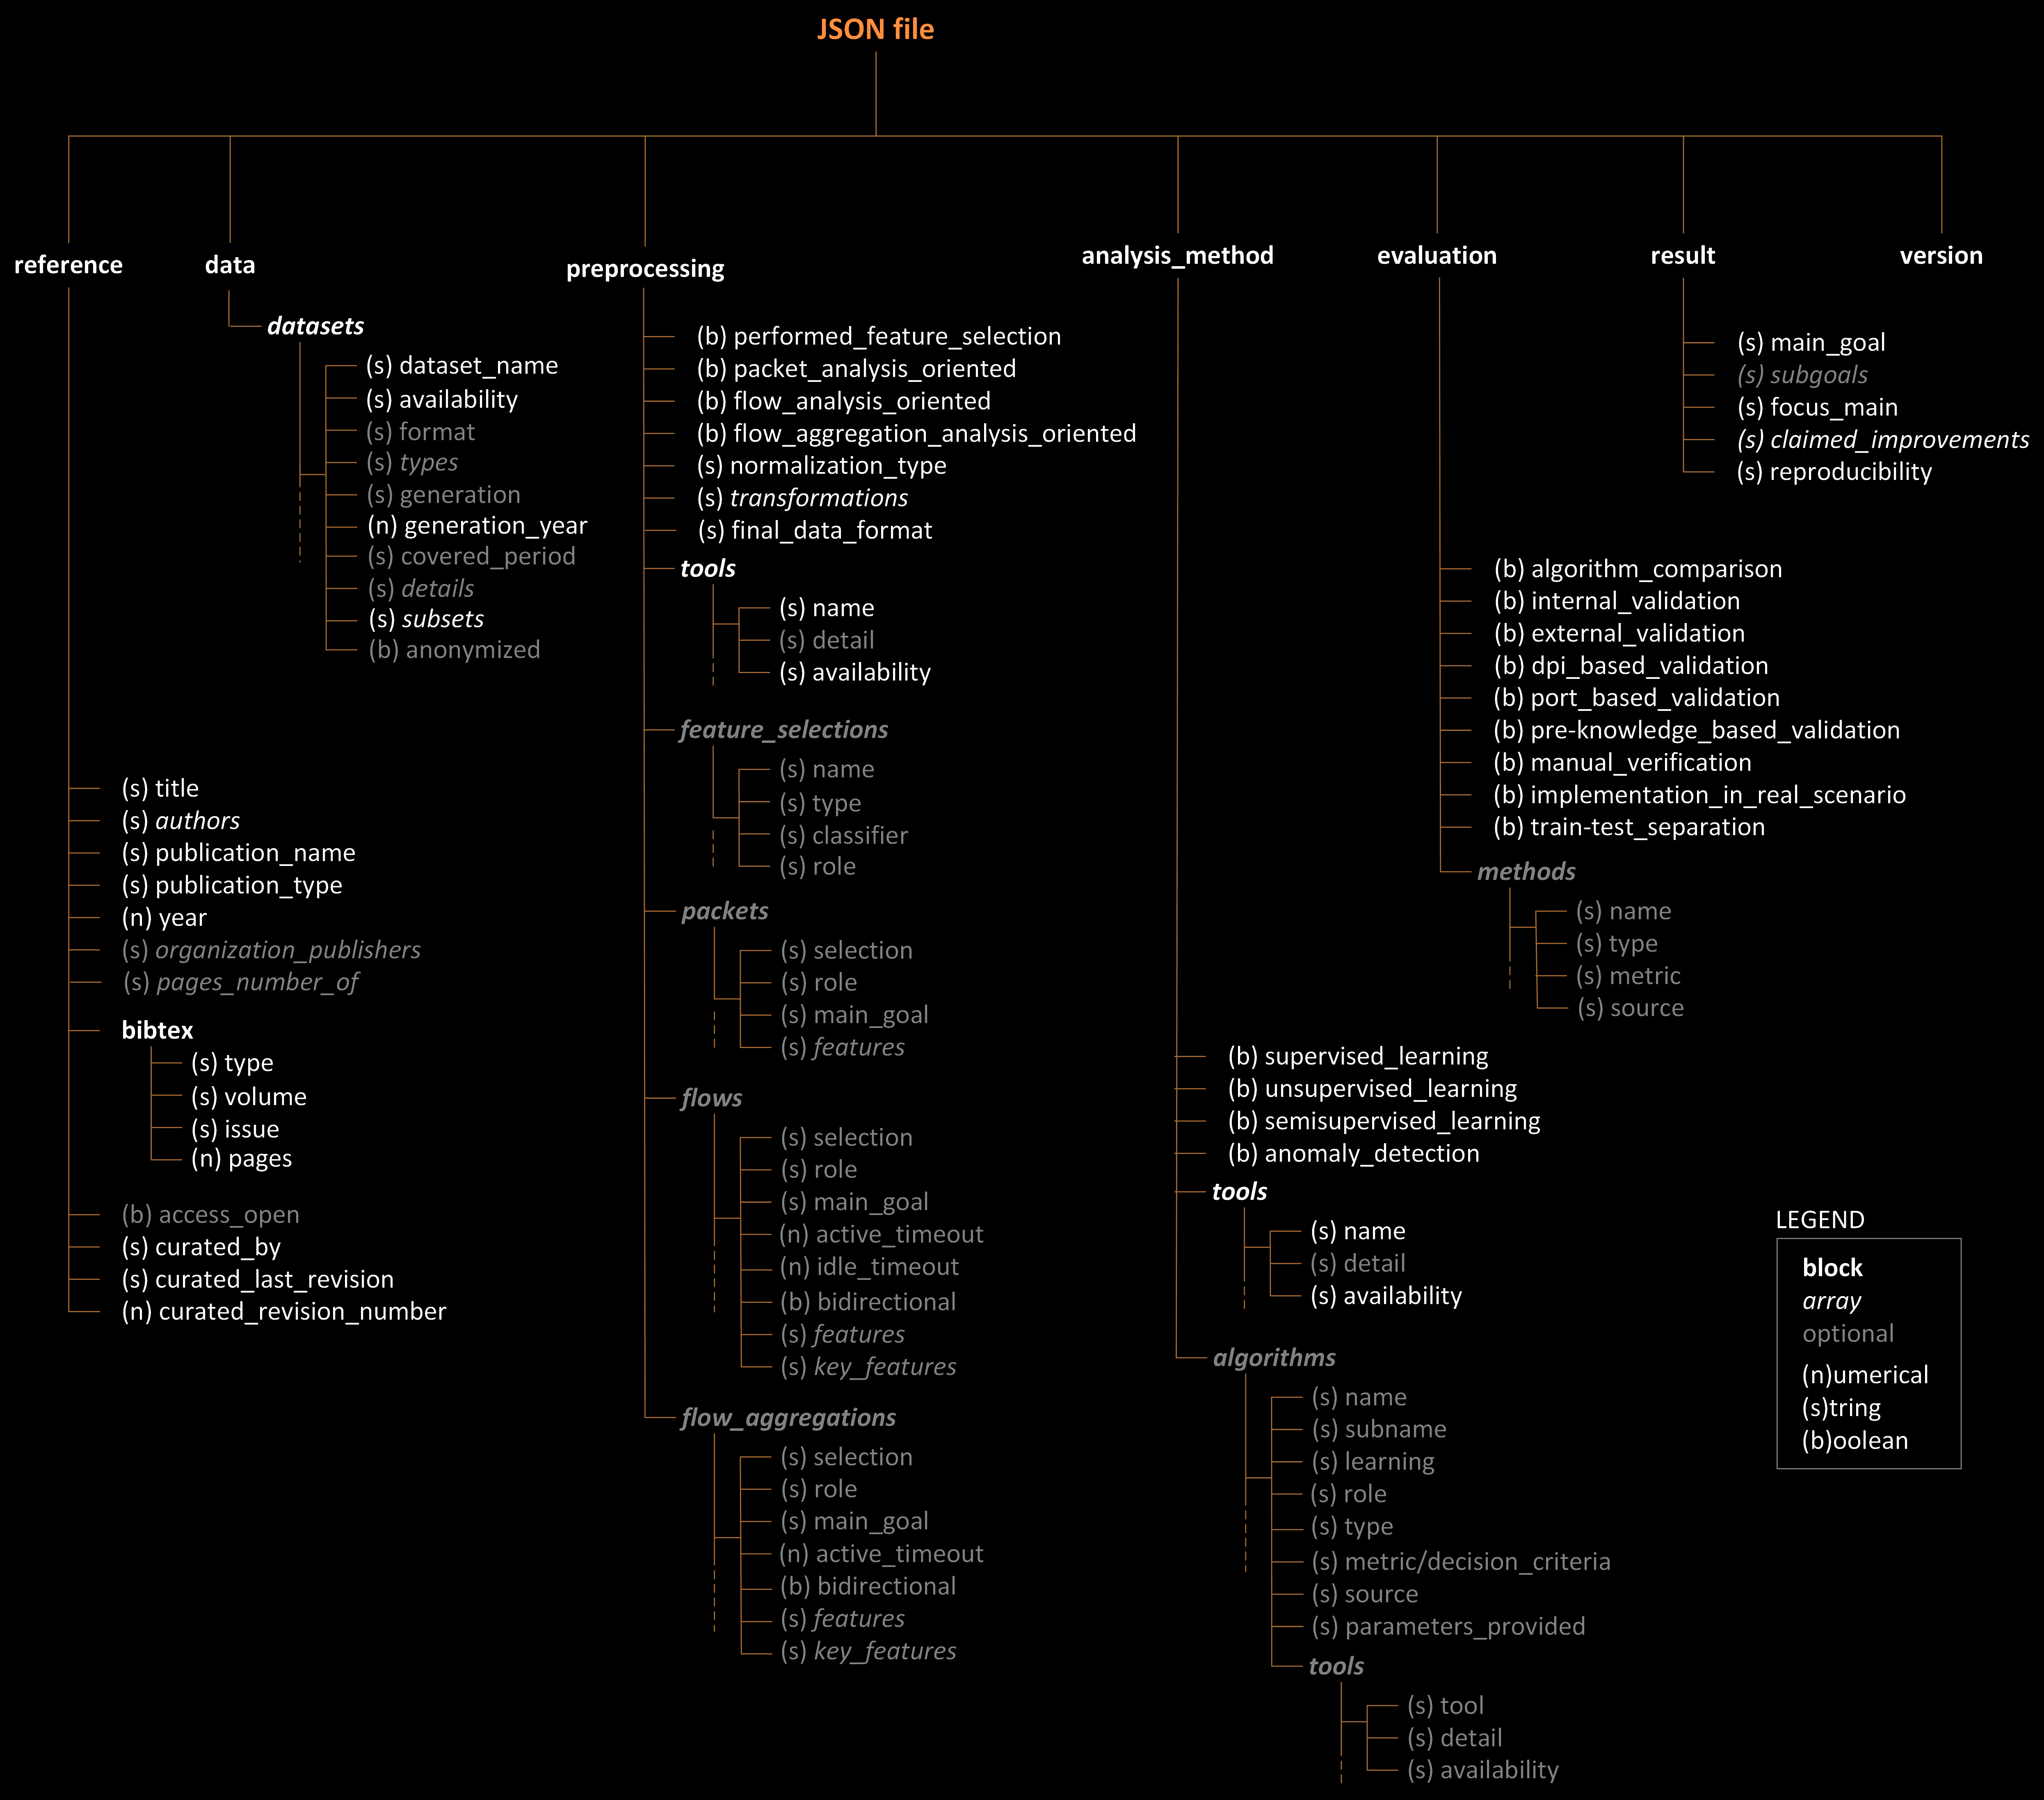 JSON file
reference
data
preprocessing
analysis_method
evaluation
result
version
(s) title
(s) authors
(s) publication_name
(s) publication_type
(n) year
(s) organization_publishers
(s) pages_number_of
bibtex
(s) type
(s) volume
(s) issue
(n) pages
(b) access_open
(s) curated_by
(s) curated_last_revision
(n) curated_revision_number
datasets
(s) dataset_name
(s) availability
(s) format
(s) types
(s) generation
(n) generation_year
(s) covered_period
(s) details
(s) subsets
(b) anonymized
(b) performed_feature_selection
(b) packet_analysis_oriented
(b) flow_analysis_oriented
(b) flow_aggregation_analysis_oriented
(s) normalization_type
(s) transformations
(s) final_data_format
tools
(s) name
(s) detail
(s) availability
feature_selections
(s) name
(s) type
(s) classifier
(s) role
packets
(s) selection
(s) role
(s) main_goal
(s) features
flows
(s) selection
(s) role
(s) main_goal
(n) active_timeout
(n) idle_timeout
(b) bidirectional
(s) features
(s) key_features
flow_aggregations
(s) selection
(s) role
(s) main_goal
(n) active_timeout
(b) bidirectional
(s) features
(s) key_features
(b) supervised_learning
(b) unsupervised_learning
(b) semisupervised_learning
(b) anomaly_detection
tools
(s) name
(s) detail
(s) availability
algorithms
(s) name
(s) subname
(s) learning
(s) role
(s) type
(s) metric/decision_criteria
(s) source
(s) parameters_provided
tools
(s) tool
(s) detail
(s) availability
(b) algorithm_comparison
(b) internal_validation
(b) external_validation
(b) dpi_based_validation
(b) port_based_validation
(b) pre-knowledge_based_validation
(b) manual_verification
(b) implementation_in_real_scenario
(b) train-test_separation
methods
(s) name
(s) type
(s) metric
(s) source
(s) main_goal
(s) subgoals
(s) focus_main
(s) claimed_improvements
(s) reproducibility
LEGEND
block
array
optional
(n)umerical
(s)tring
(b)oolean